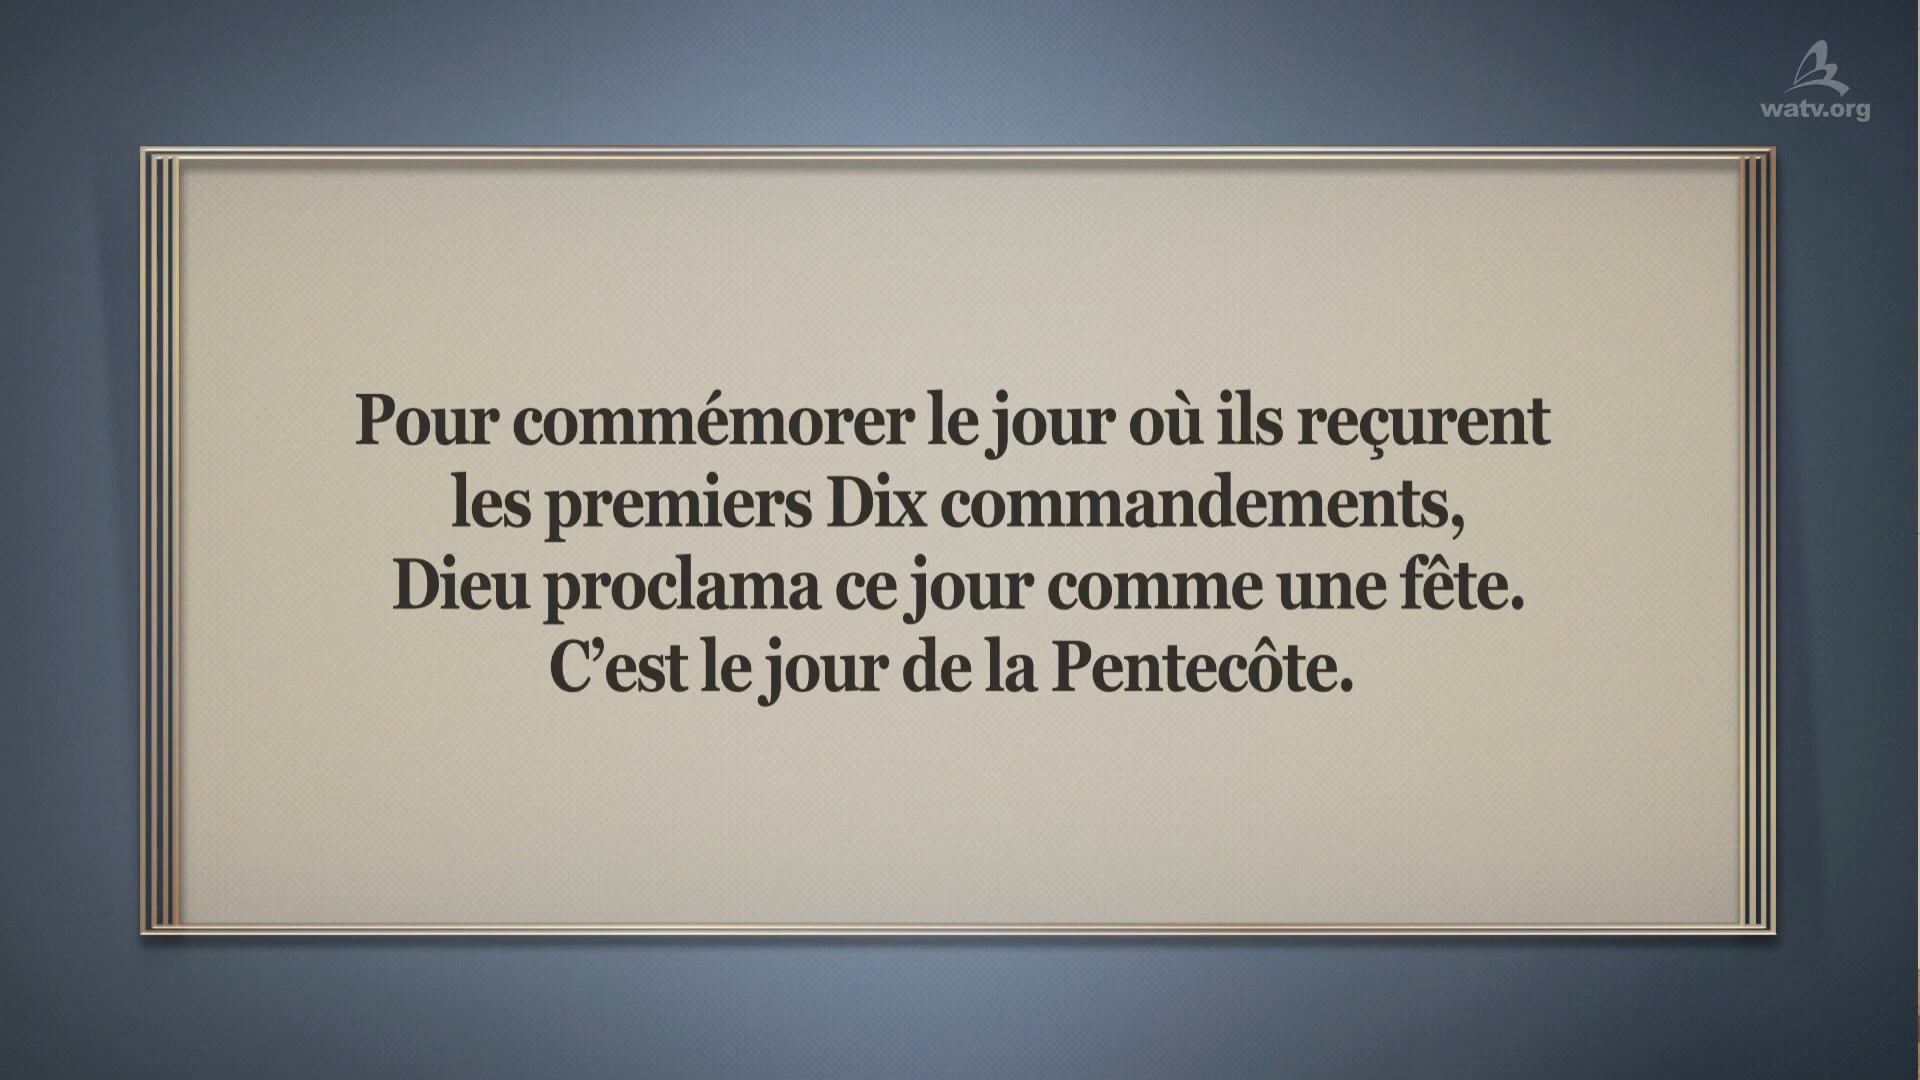 watv.org
Pour commémorer le jour où ils reçurent
les premiers Dix commandements,
Dieu proclama ce jour comme une fête.
C’est le jour de la Pentecôte.